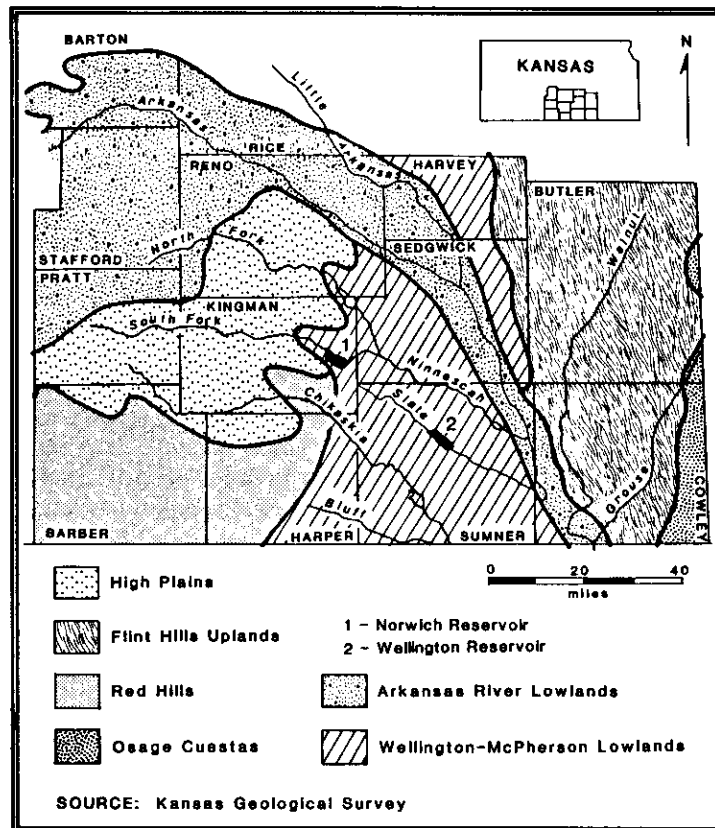 BARTON
N
KANSAS
Little
Arkansas
Arkansas
RICE
RENO
HARVEY
BUTLER
Walnut
North Fork
SEDGWICK
STAFFORD
PRATT
KINGMAN
South Fork
1
Ninnescah
Chikaskia
Slate
2
Grouse
COWLEY
Bluff
BARBER
HARPER
SUMNER
0 20 40
miles
High Plains
Flint Hills Uplands
1 - Norwich Reservoir
2 - Wellington Reservoir
Red Hills
Arkansas River Lowlands
Osage Cuestas
Wellington-McPherson Lowlands
SOURCE: Kansas Geological Survey